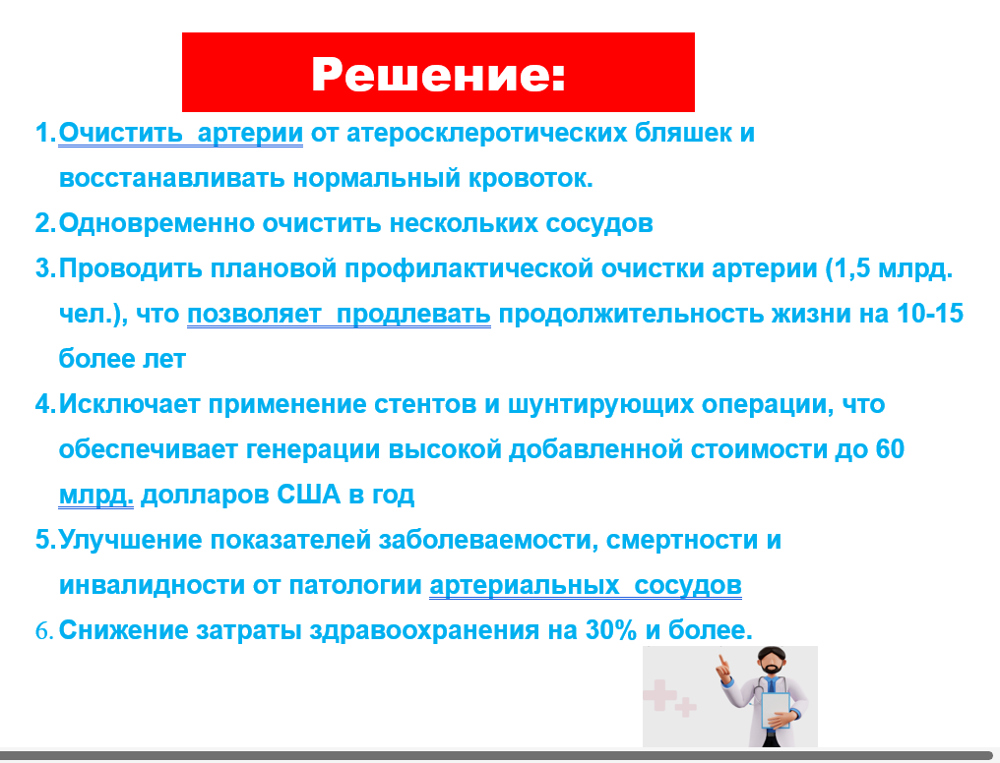 Решение:
1. Очистить  артерии от атеросклеротических бляшек и
восстанавливать нормальный кровоток.
2. Одновременно очистить нескольких сосудов
3. Проводить плановой профилактической очистки артерии (1,5 млрд.
чел.), что позволяет  продлевать продолжительность жизни на 10-15
более лет
4. Исключает применение стентов и шунтирующих операции, что
обеспечивает генерации высокой добавленной стоимости до 60
млрд. долларов США в год
5. Улучшение показателей заболеваемости, смертности и
инвалидности от патологии артериальных  сосудов
6. Снижение затраты здравоохранения на 30% и более.